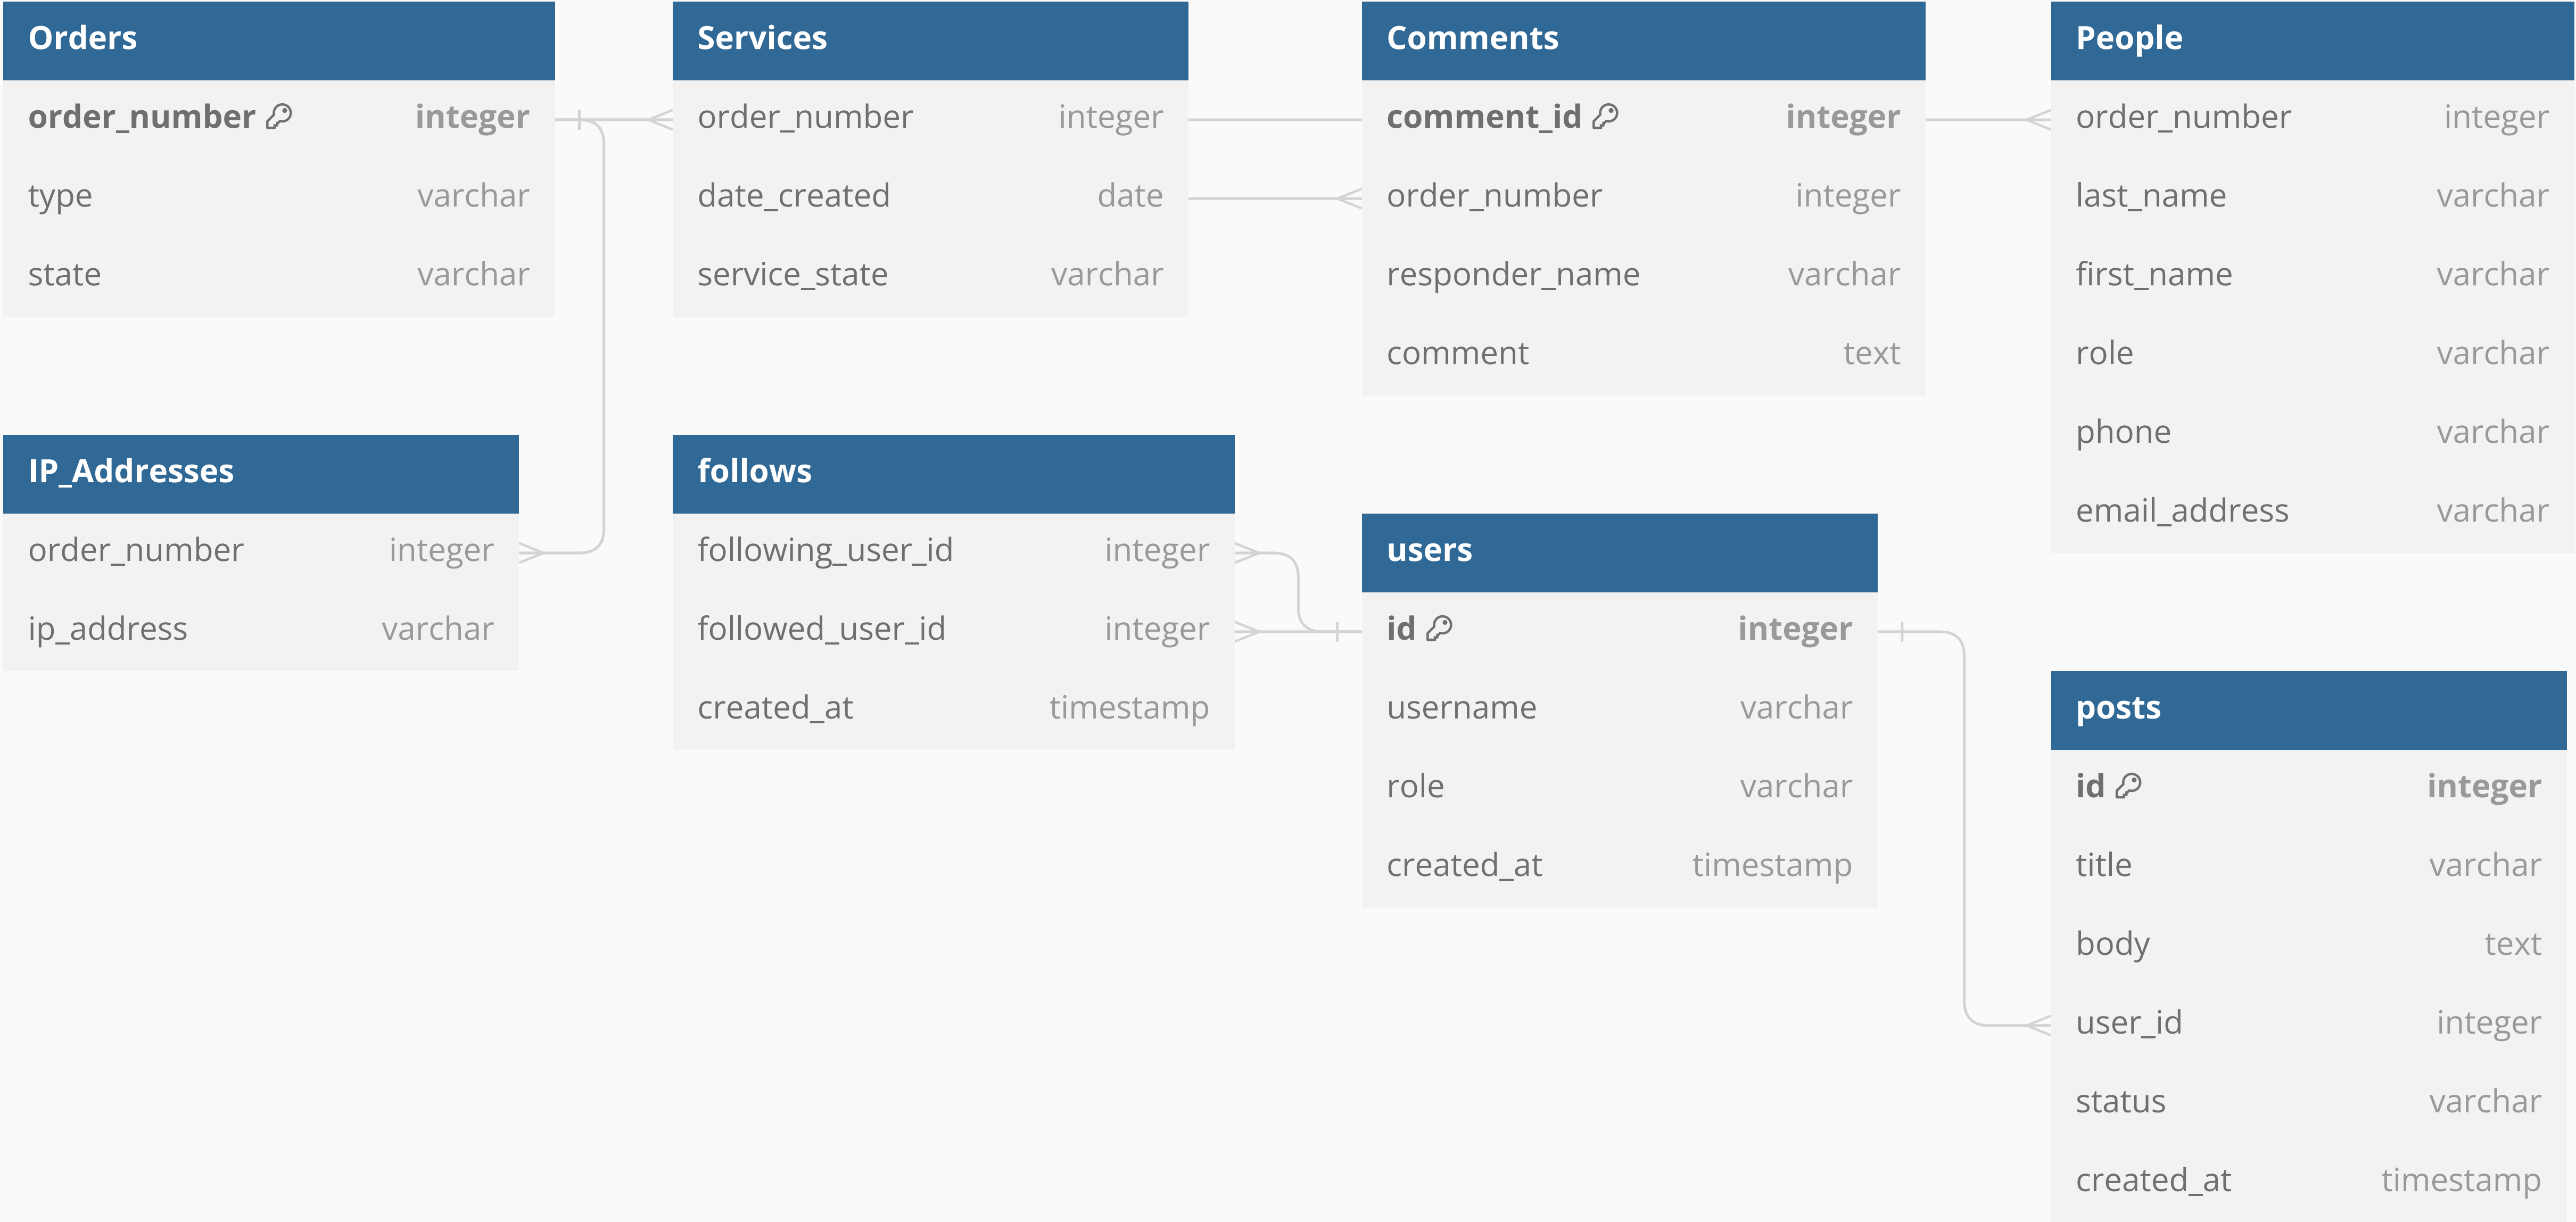 Orders
order_number integer
type varchar
state varchar
Services
order_number integer
date_created date
service_state varchar
Comments
comment_id integer
order_number integer
responder_name varchar
comment text
People
order_number integer
last_name varchar
first_name varchar
role varchar
phone varchar
email_address varchar
IP_Addresses
order_number integer
ip_address varchar
follows
following_user_id integer
followed_user_id integer
created_at timestamp
users
id integer
username varchar
role varchar
created_at timestamp
posts
id integer
title varchar
body text
user_id integer
status varchar
created_at timestamp